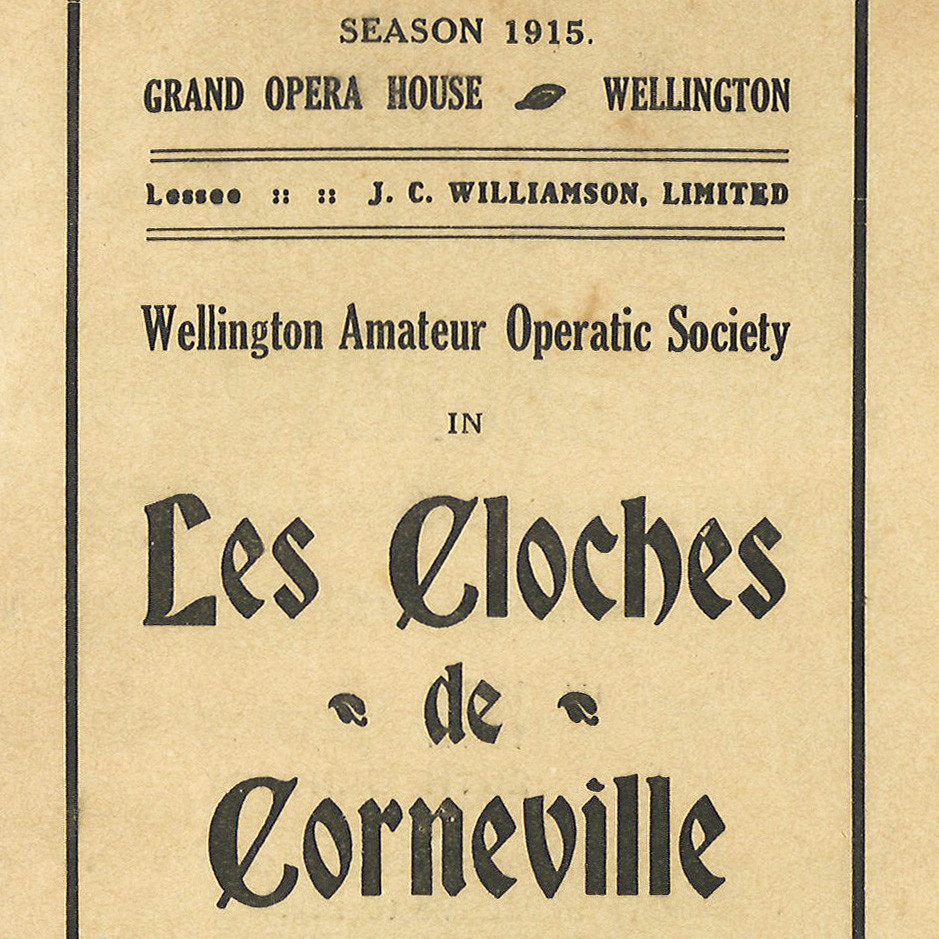 SEASON 1915.
GRAND OPERA HOUSE WELLINGTON
Lessee :: :: J. C. WILLIAMSON, LIMITED
Wellington Amateur Operatic Society
IN
Les Cloches
de
Corneville